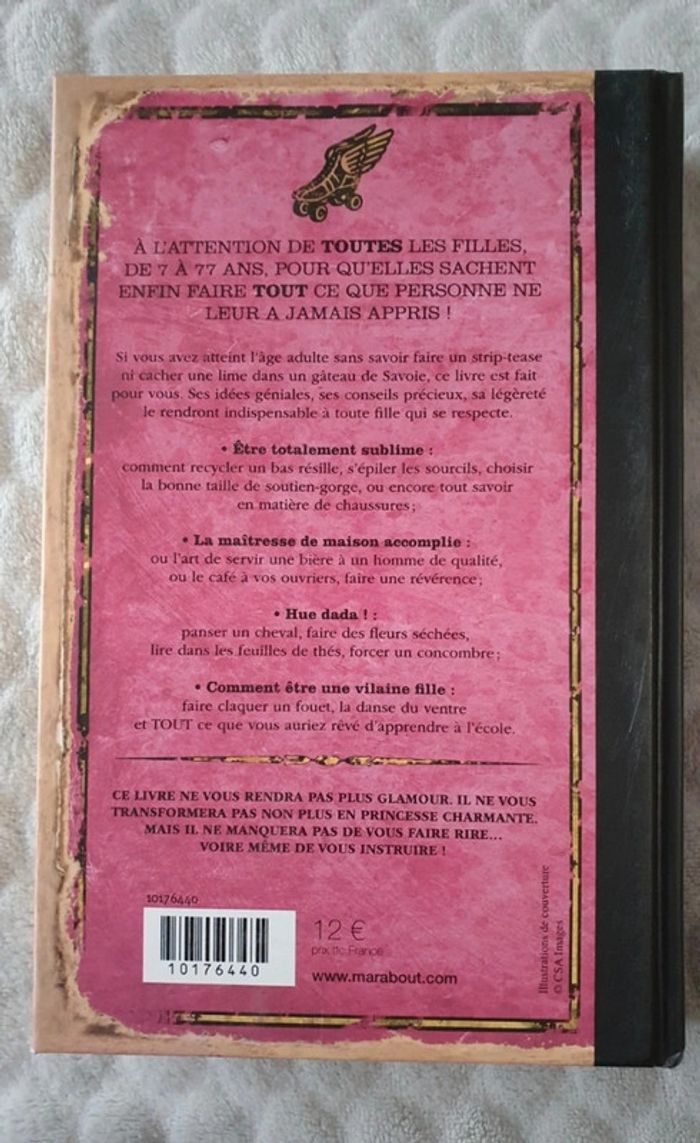 À L'ATTENTION DE TOUTES LES FILLES,
DE 7 À 77 ANS, POUR QU'ELLES SACHENT
ENFIN FAIRE TOUT CE QUE PERSONNE NE
LEUR A JAMAIS APPRIS !
Si vous avez atteint l'âge adulte sans savoir faire un strip-tease
ni cacher une lime dans un gâteau de Savoie, ce livre est fait
pour vous. Ses idées géniales, ses conseils précieux, sa légèreté
le rendront indispensable à toute fille qui se respecte.
• Être totalement sublime :
comment recycler un bas résille, s'épiler les sourcils, choisir
la bonne taille de soutien-gorge, ou encore tout savoir
en matière de chaussures ;
• La maîtresse de maison accomplie :
ou l'art de servir une bière à un homme de qualité,
ou le café à vos ouvriers, faire une révérence ;
• Hue dada ! :
panser un cheval, faire des fleurs séchées,
lire dans les feuilles de thés, forcer un concombre ;
• Comment être une vilaine fille :
faire claquer un fouet, la danse du ventre
et TOUT ce que vous auriez rêvé d'apprendre à l'école.
CE LIVRE NE VOUS RENDRA PAS PLUS GLAMOUR. IL NE VOUS
TRANSFORMERA PAS NON PLUS EN PRINCESSE CHARMANTE.
MAIS IL NE MANQUERA PAS DE VOUS FAIRE RIRE...
VOIRE MÊME DE VOUS INSTRUIRE !
10176440
10176440
12 €
prix ttc France
www.marabout.com
Illustrations de couverture
© CSA Images